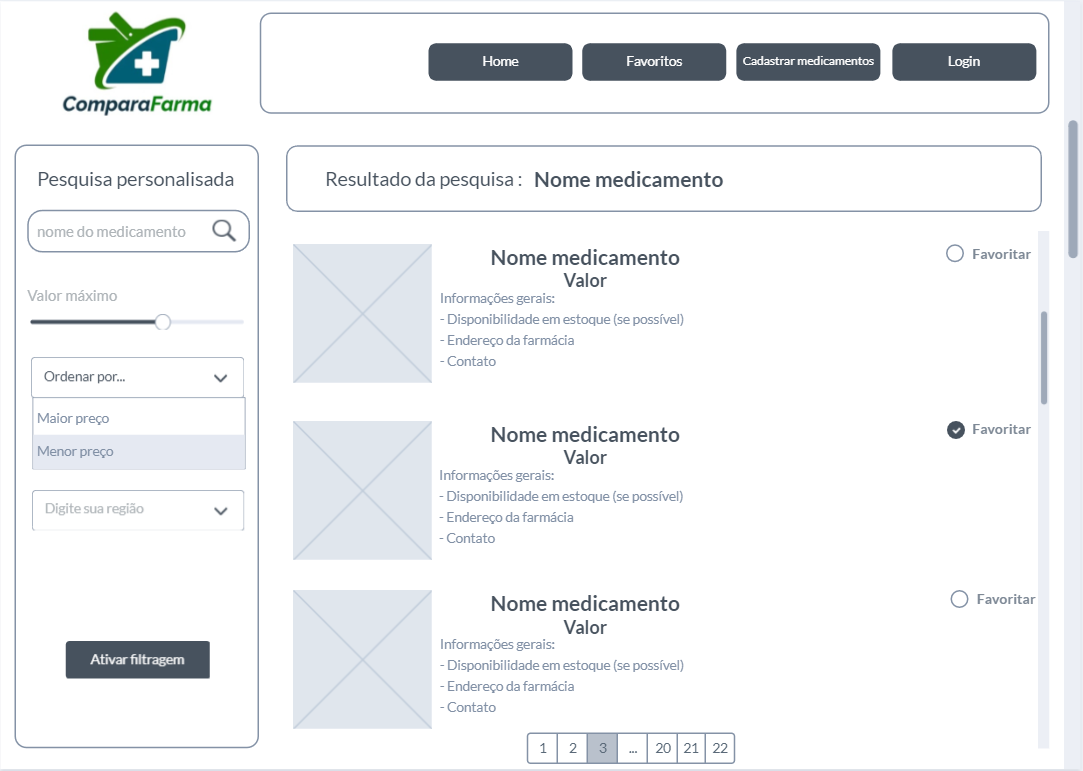 ComparaFarma
Home
Favoritos
Cadastrar medicamentos
Login
Pesquisa personalisada
nome do medicamento
Valor máximo
Ordenar por...
Maior preço
Menor preço
Digite sua região
Ativar filtragem
Resultado da pesquisa : Nome medicamento
Nome medicamento
Valor
Informações gerais:
- Disponibilidade em estoque (se possível)
- Endereço da farmácia
- Contato
Favoritar
Nome medicamento
Valor
Informações gerais:
- Disponibilidade em estoque (se possível)
- Endereço da farmácia
- Contato
Favoritar
Nome medicamento
Valor
Informações gerais:
- Disponibilidade em estoque (se possível)
- Endereço da farmácia
- Contato
Favoritar
1 2 3 ... 20 21 22